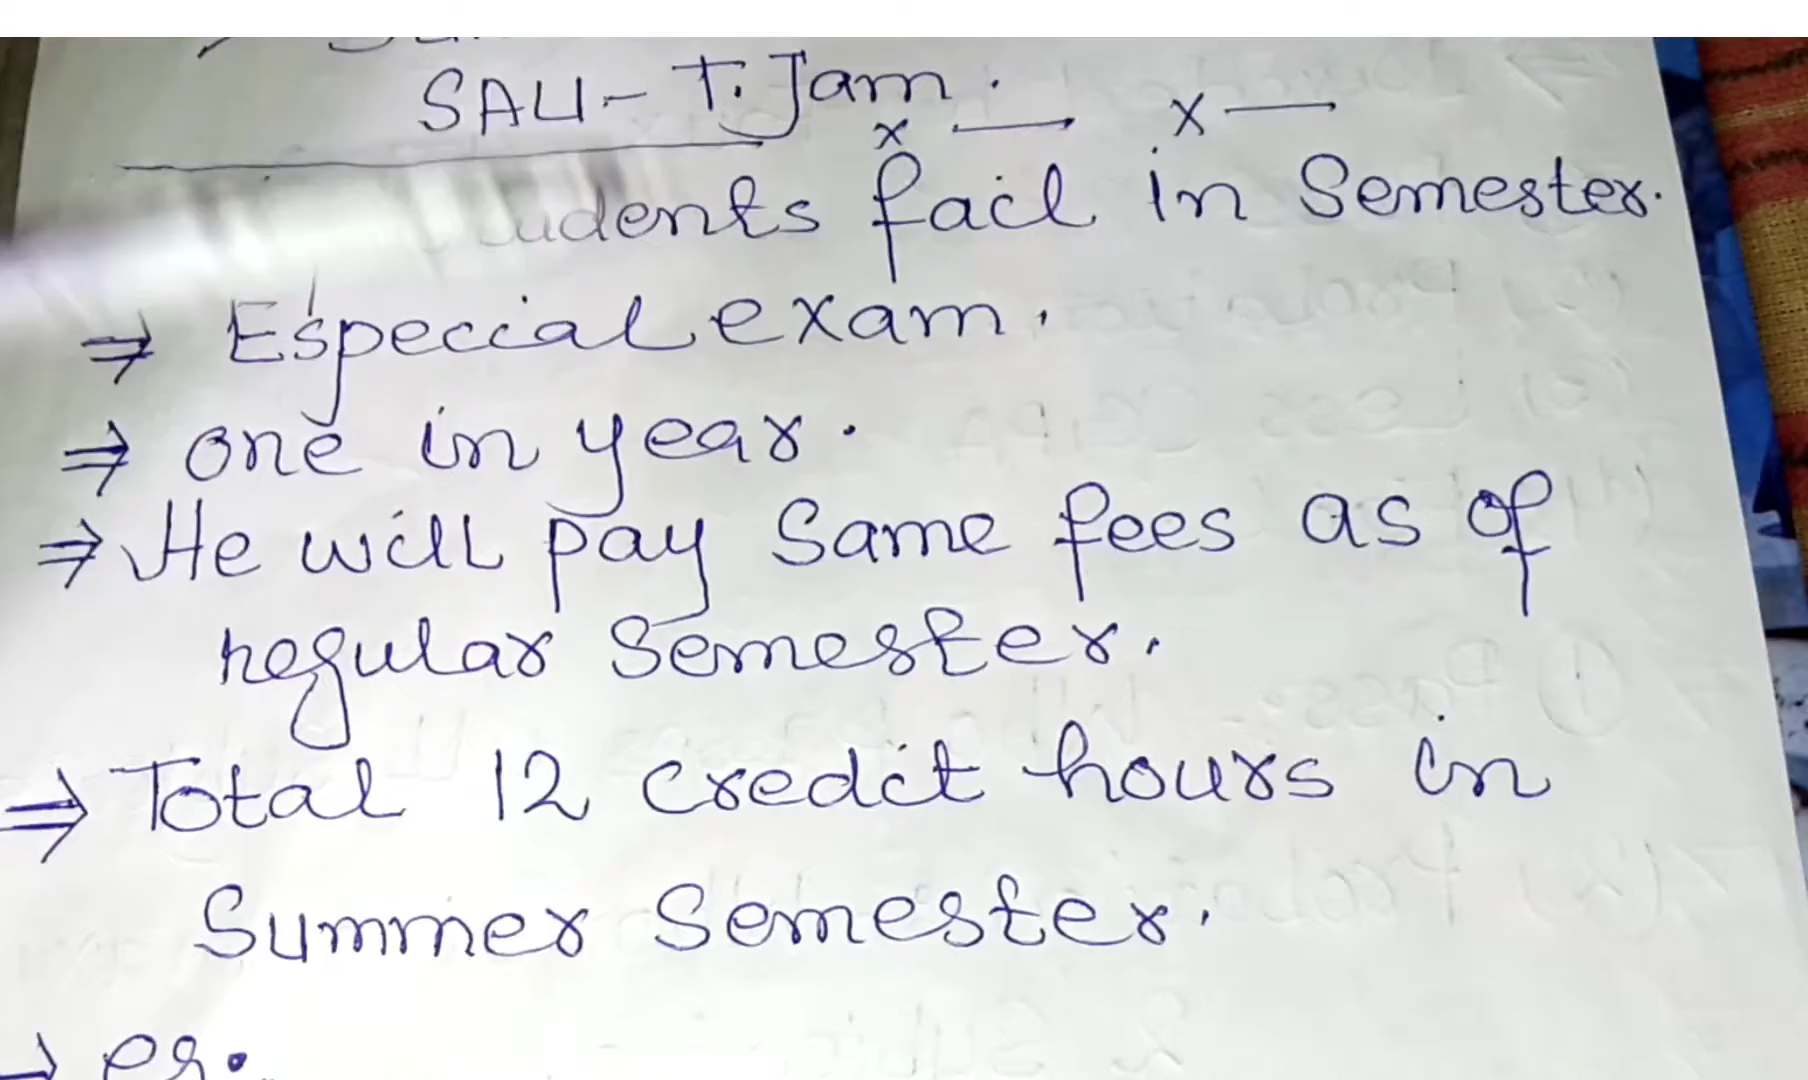 SAU - T. Jam.
x — x —
fail in Semester.
⇒ Especial exam.
⇒ one in year.
⇒ He will pay Same fees as of
regular Semester.
⇒ Total 12 credit hours in
Summer Semester.